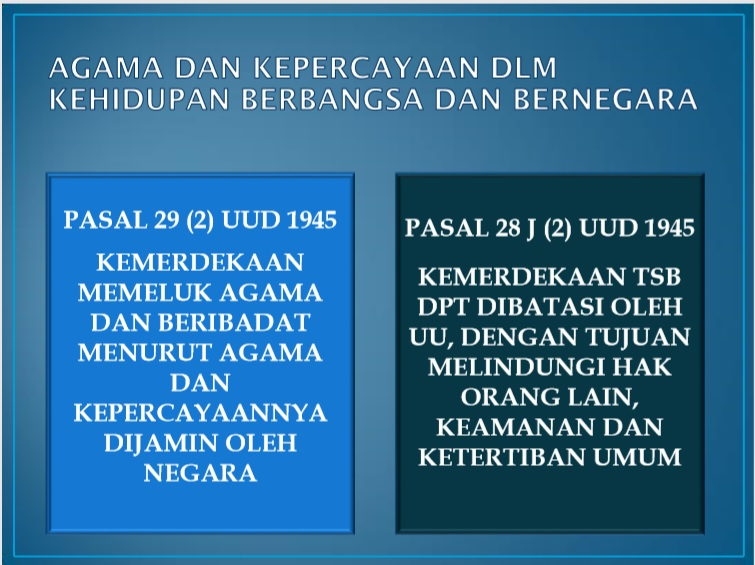 AGAMA DAN KEPERCAYAAN DLM
KEHIDUPAN BERBANGSA DAN BERNEGARA
PASAL 29 (2) UUD 1945
KEMERDEKAAN
MEMELUK AGAMA
DAN BERIBADAT
MENURUT AGAMA
DAN
KEPERCAYAANNYA
DIJAMIN OLEH
NEGARA
PASAL 28 J (2) UUD 1945
KEMERDEKAAN TSB
DPT DIBATASI OLEH
UU, DENGAN TUJUAN
MELINDUNGI HAK
ORANG LAIN,
KEAMANAN DAN
KETERTIBAN UMUM